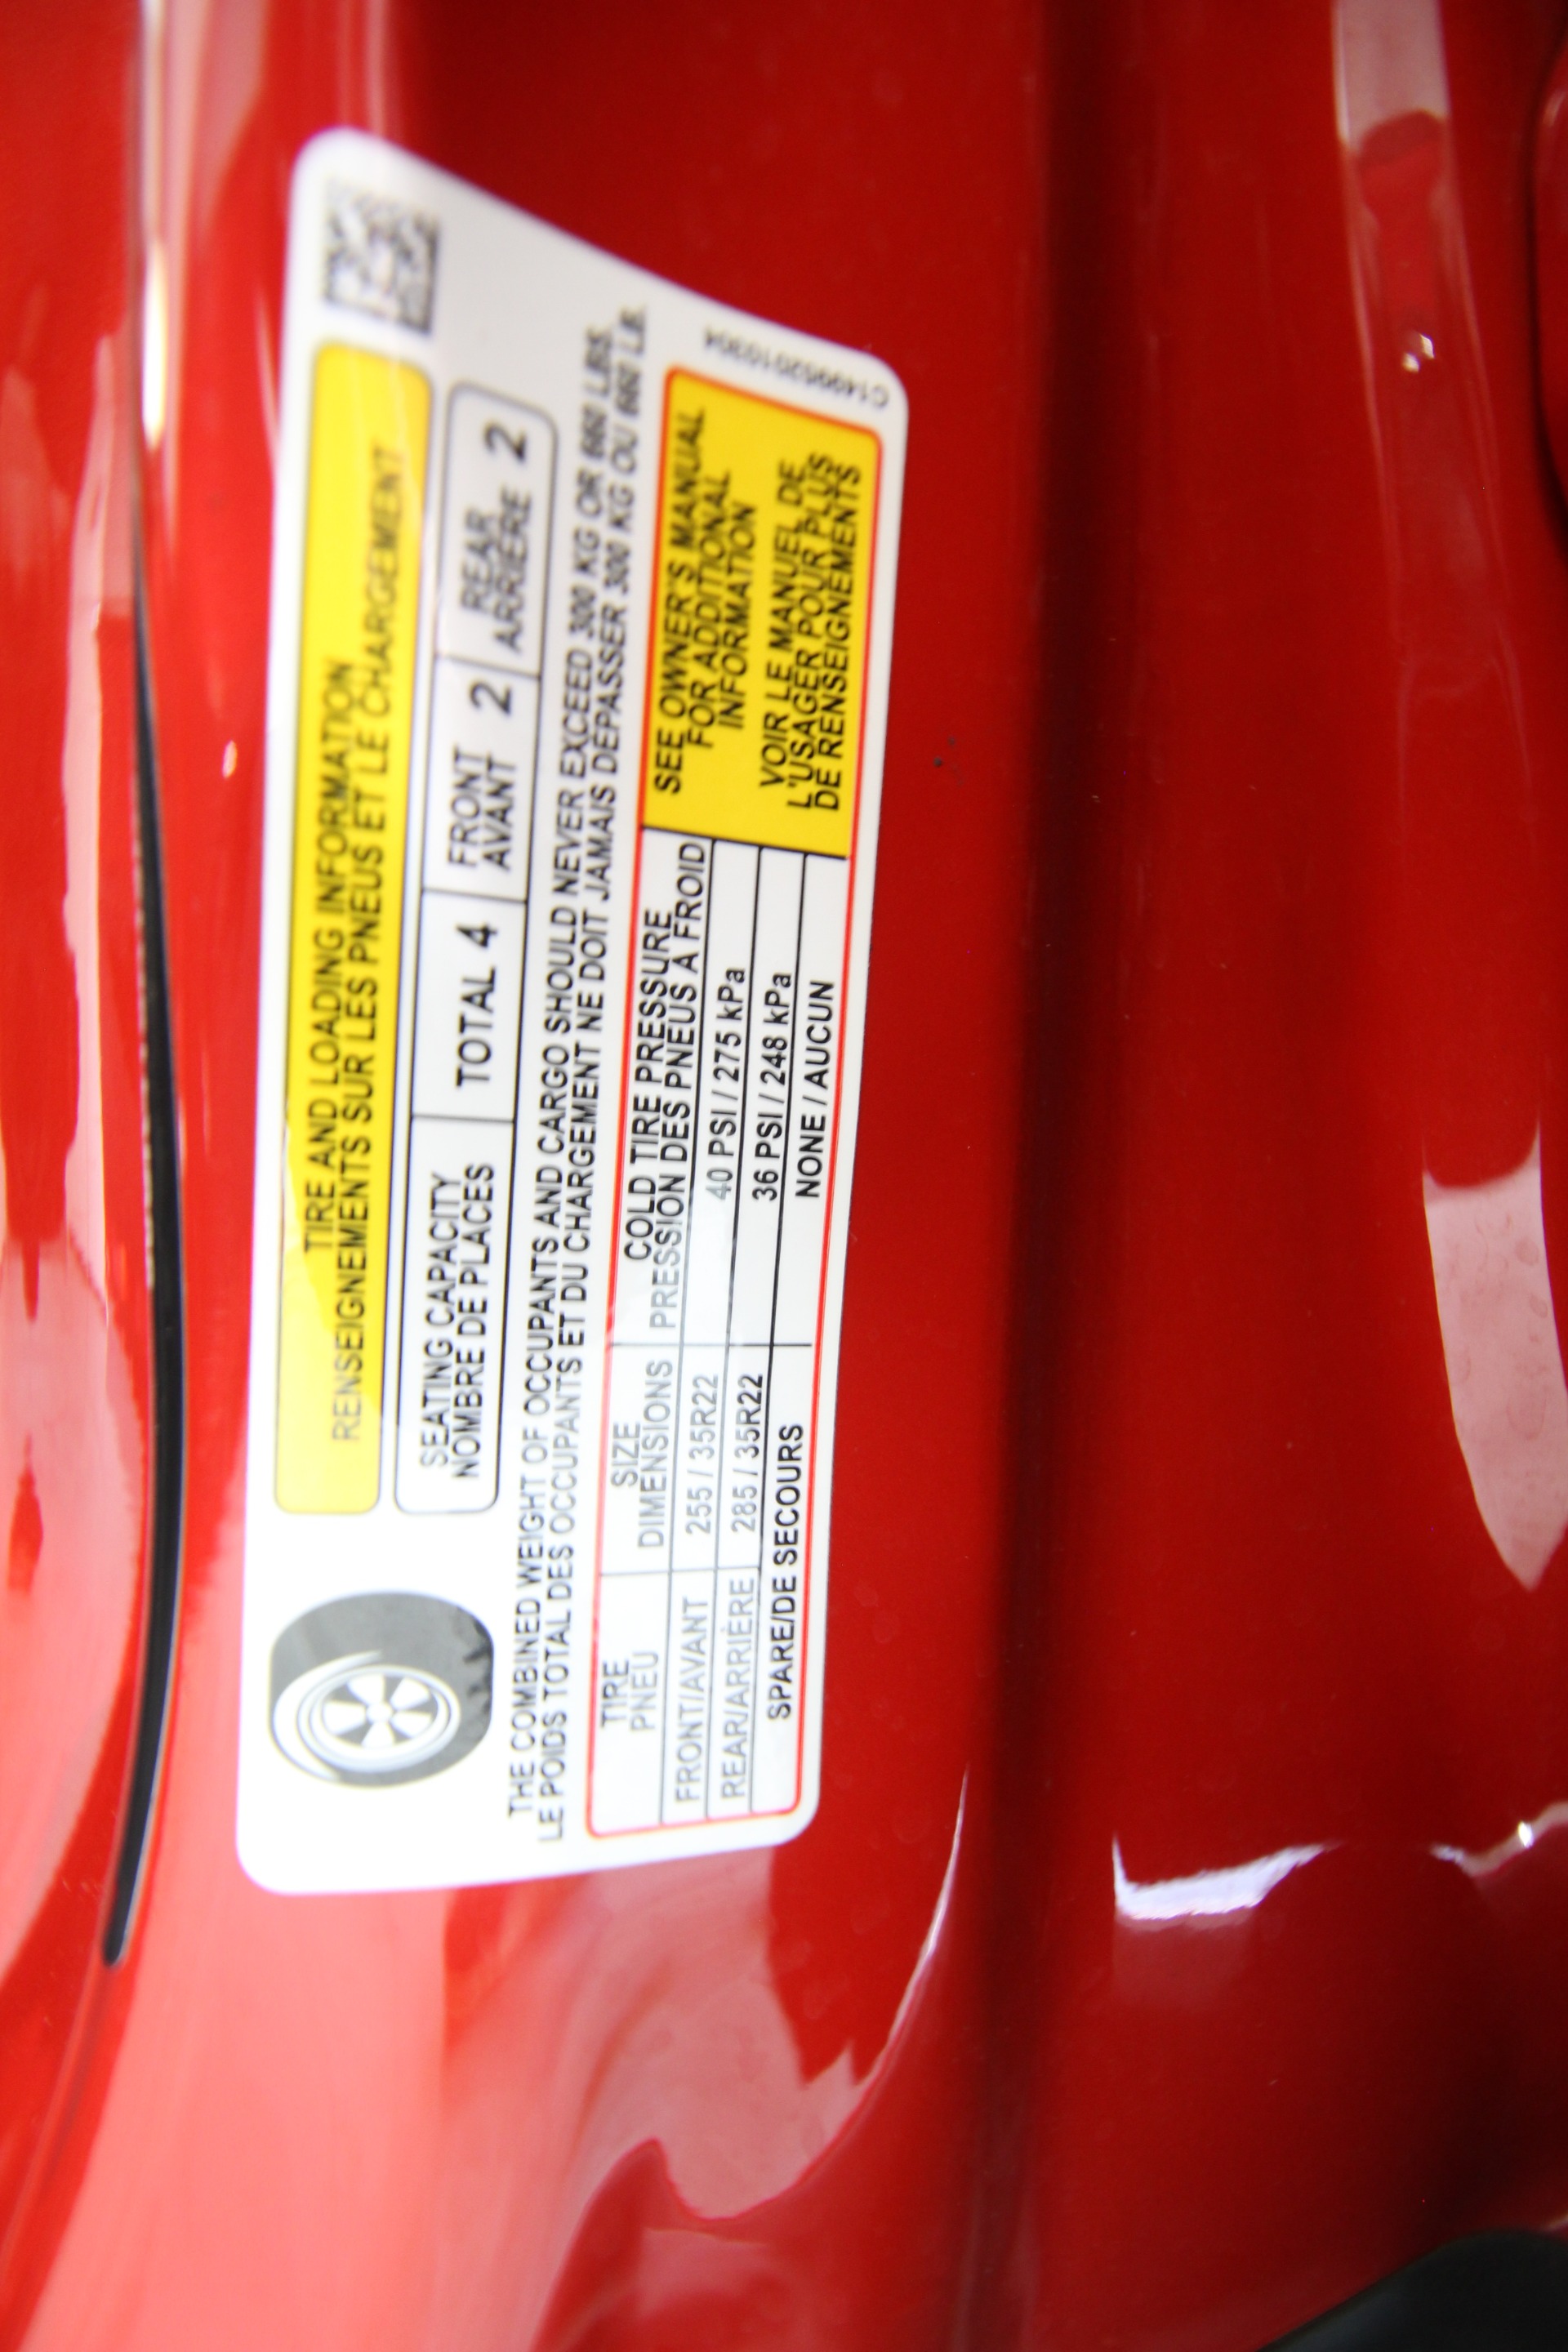 TIRE AND LOADING INFORMATION
RENSEIGNEMENTS SUR LES PNEUS ET LE CHARGEMENT
SEATING CAPACITY
NOMBRE DE PLACES
TOTAL 4
FRONT
AVANT 2
REAR
ARRIÈRE 2
THE COMBINED WEIGHT OF OCCUPANTS AND CARGO SHOULD NEVER EXCEED 300 KG OR 660 LBS.
LE POIDS TOTAL DES OCCUPANTS ET DU CHARGEMENT NE DOIT JAMAIS DÉPASSER 300 KG OU 660 LB.
TIRE
PNEU
SIZE
DIMENSIONS
COLD TIRE PRESSURE
PRESSION DES PNEUS À FROID
FRONT/AVANT 255 / 35R22 40 PSI / 275 kPa
REAR/ARRIÈRE 285 / 35R22 36 PSI / 248 kPa
SPARE/DE SECOURS NONE / AUCUN
SEE OWNER'S MANUAL
FOR ADDITIONAL
INFORMATION
VOIR LE MANUEL DE
L'USAGER POUR PLUS
DE RENSEIGNEMENTS